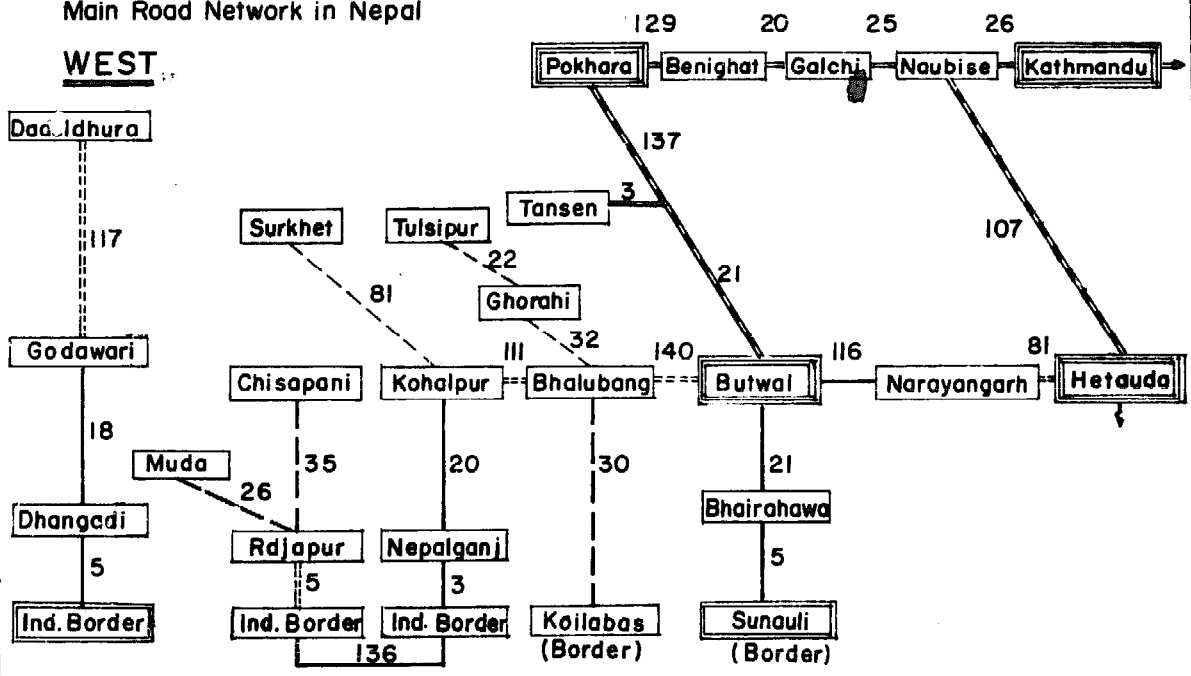 Main Road Network in Nepal
WEST
129 20 25 26
Pokhara Benighat Galchi Naubise Kathmandu
137
3
Tansen
107
21
Surkhet Tulsipur
117
22
81
Ghorahi
32
Godawari
111 140 116 81
Chisapani Kohalpur Bhalubang Butwal Narayangarh Hetauda
18
Muda
26
35 20 30 21
Dhangadi
Bhairahawa
Rdjapur Nepalganj
5 5 3 5
Ind. Border Ind. Border Ind. Border Koilabas Sunauli
(Border) (Border)
136